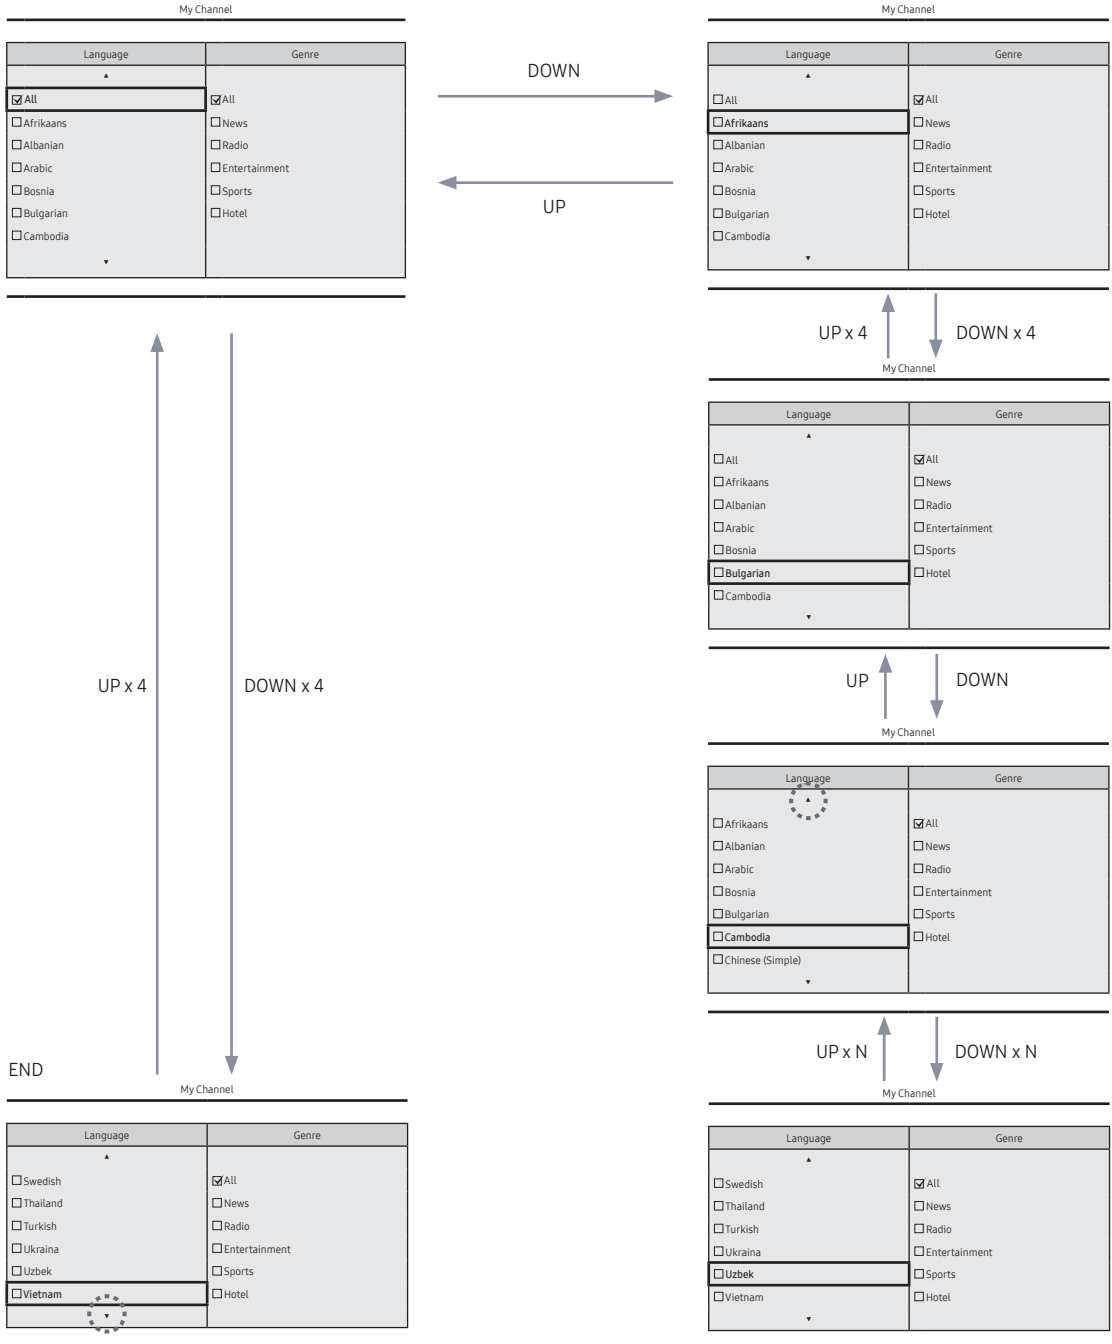 My Channel
Language Genre
▲
All All
Afrikaans News
Albanian Radio
Arabic Entertainment
Bosnia Sports
Bulgarian Hotel
Cambodia
▼
DOWN
UP
My Channel
Language Genre
▲
All All
Afrikaans News
Albanian Radio
Arabic Entertainment
Bosnia Sports
Bulgarian Hotel
Cambodia
▼
UP x 4 DOWN x 4
My Channel
Language Genre
▲
All All
Afrikaans News
Albanian Radio
Arabic Entertainment
Bosnia Sports
Bulgarian Hotel
Cambodia
▼
UP DOWN
My Channel
Language Genre
▲
Afrikaans All
Albanian News
Arabic Radio
Bosnia Entertainment
Bulgarian Sports
Cambodia Hotel
Chinese (Simple)
▼
UP x N DOWN x N
My Channel
Language Genre
▲
Swedish All
Thailand News
Turkish Radio
Ukraina Entertainment
Uzbek Sports
Vietnam Hotel
▼
UP x 4 DOWN x 4
END
My Channel
Language Genre
▲
Swedish All
Thailand News
Turkish Radio
Ukraina Entertainment
Uzbek Sports
Vietnam Hotel
▼